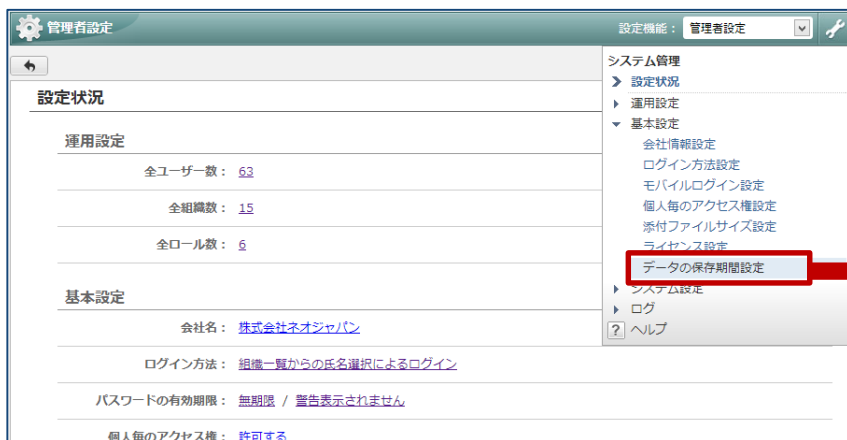 管理者設定
設定機能： 管理者設定
設定状況
運用設定
全ユーザー数： 63
全組織数： 15
全ロール数： 6
基本設定
会社名： 株式会社ネオジャパン
ログイン方法： 組織一覧からの氏名選択によるログイン
パスワードの有効期限： 無期限 / 警告表示されません
個人毎のアクセス権： 許可する
システム管理
設定状況
運用設定
基本設定
会社情報設定
ログイン方法設定
モバイルログイン設定
個人毎のアクセス権設定
添付ファイルサイズ設定
ライセンス設定
データの保存期間設定
システム設定
ログ
? ヘルプ